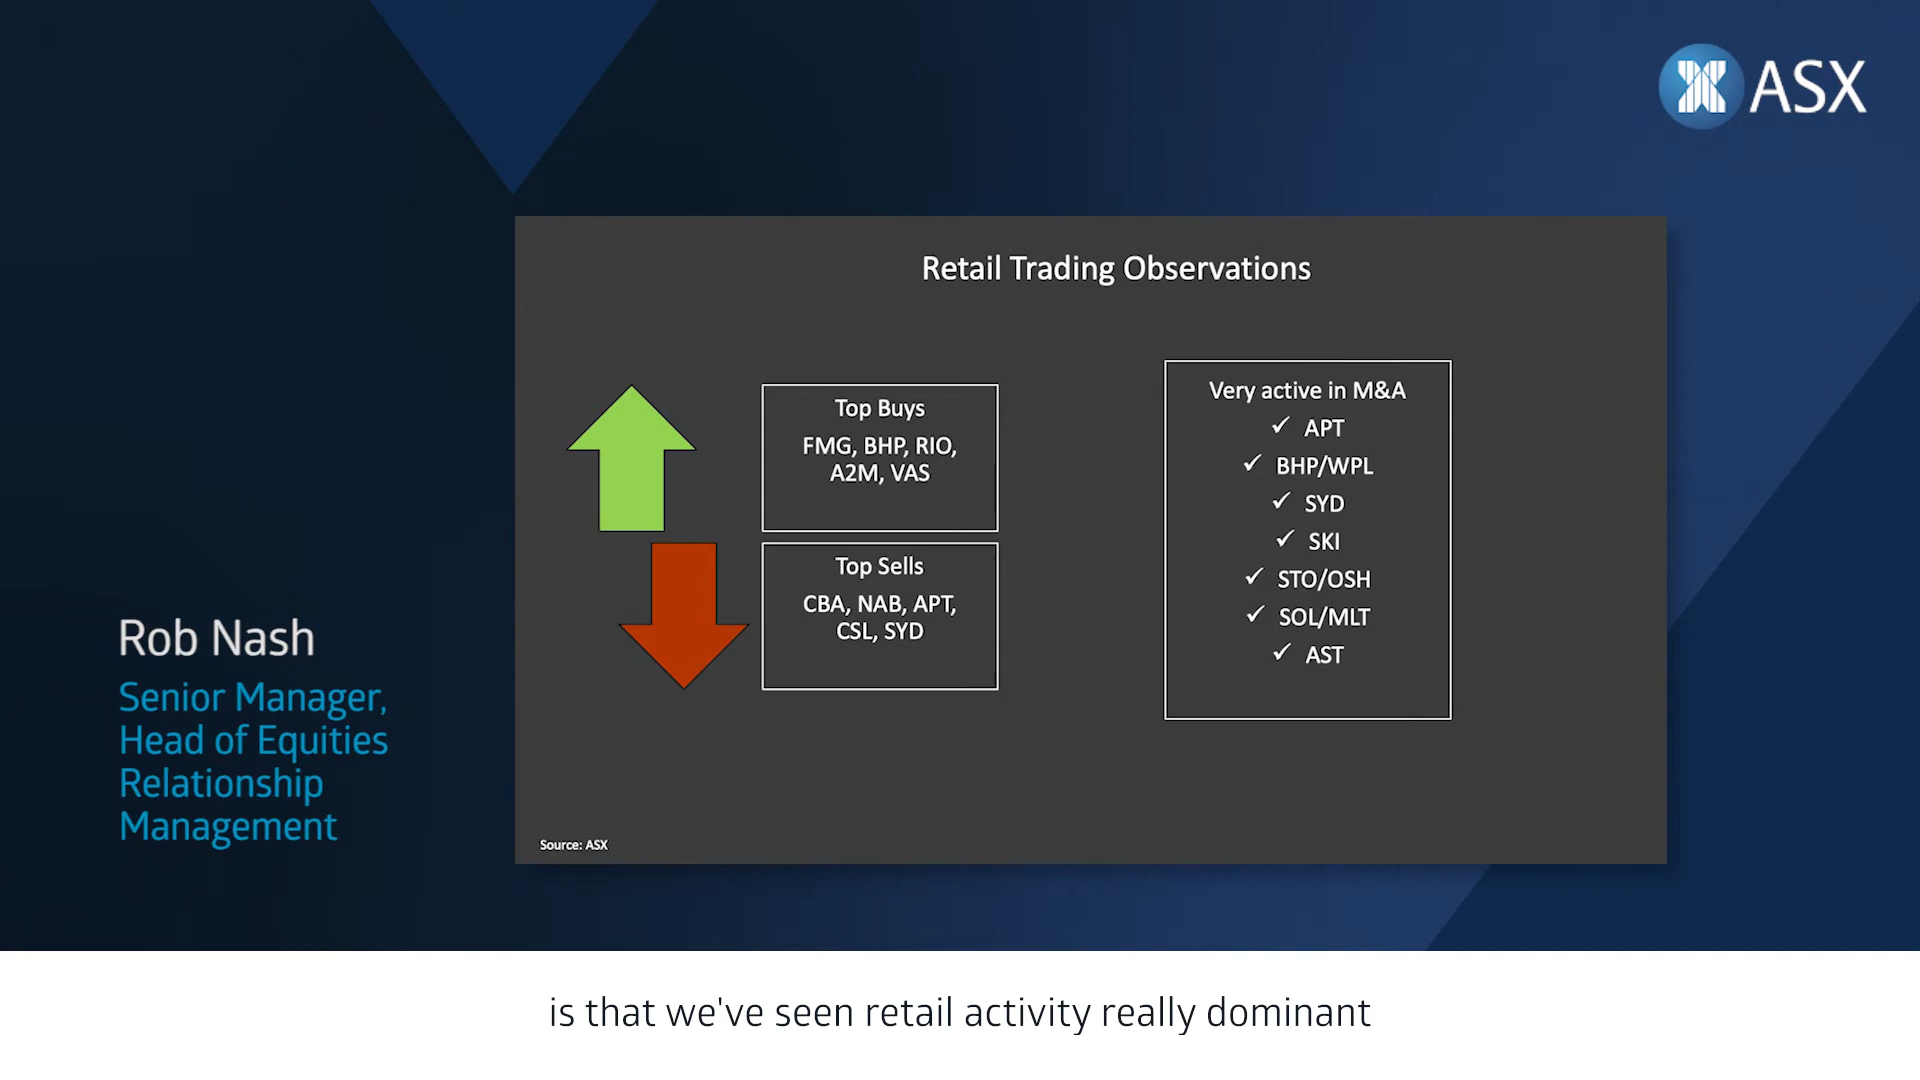 ASX
Retail Trading Observations
Top Buys
FMG, BHP, RIO,
A2M, VAS
Top Sells
CBA, NAB, APT,
CSL, SYD
Very active in M&A
✓ APT
✓ BHP/WPL
✓ SYD
✓ SKI
✓ STO/OSH
✓ SOL/MLT
✓ AST
Source: ASX
Rob Nash
Senior Manager,
Head of Equities
Relationship
Management
is that we've seen retail activity really dominant